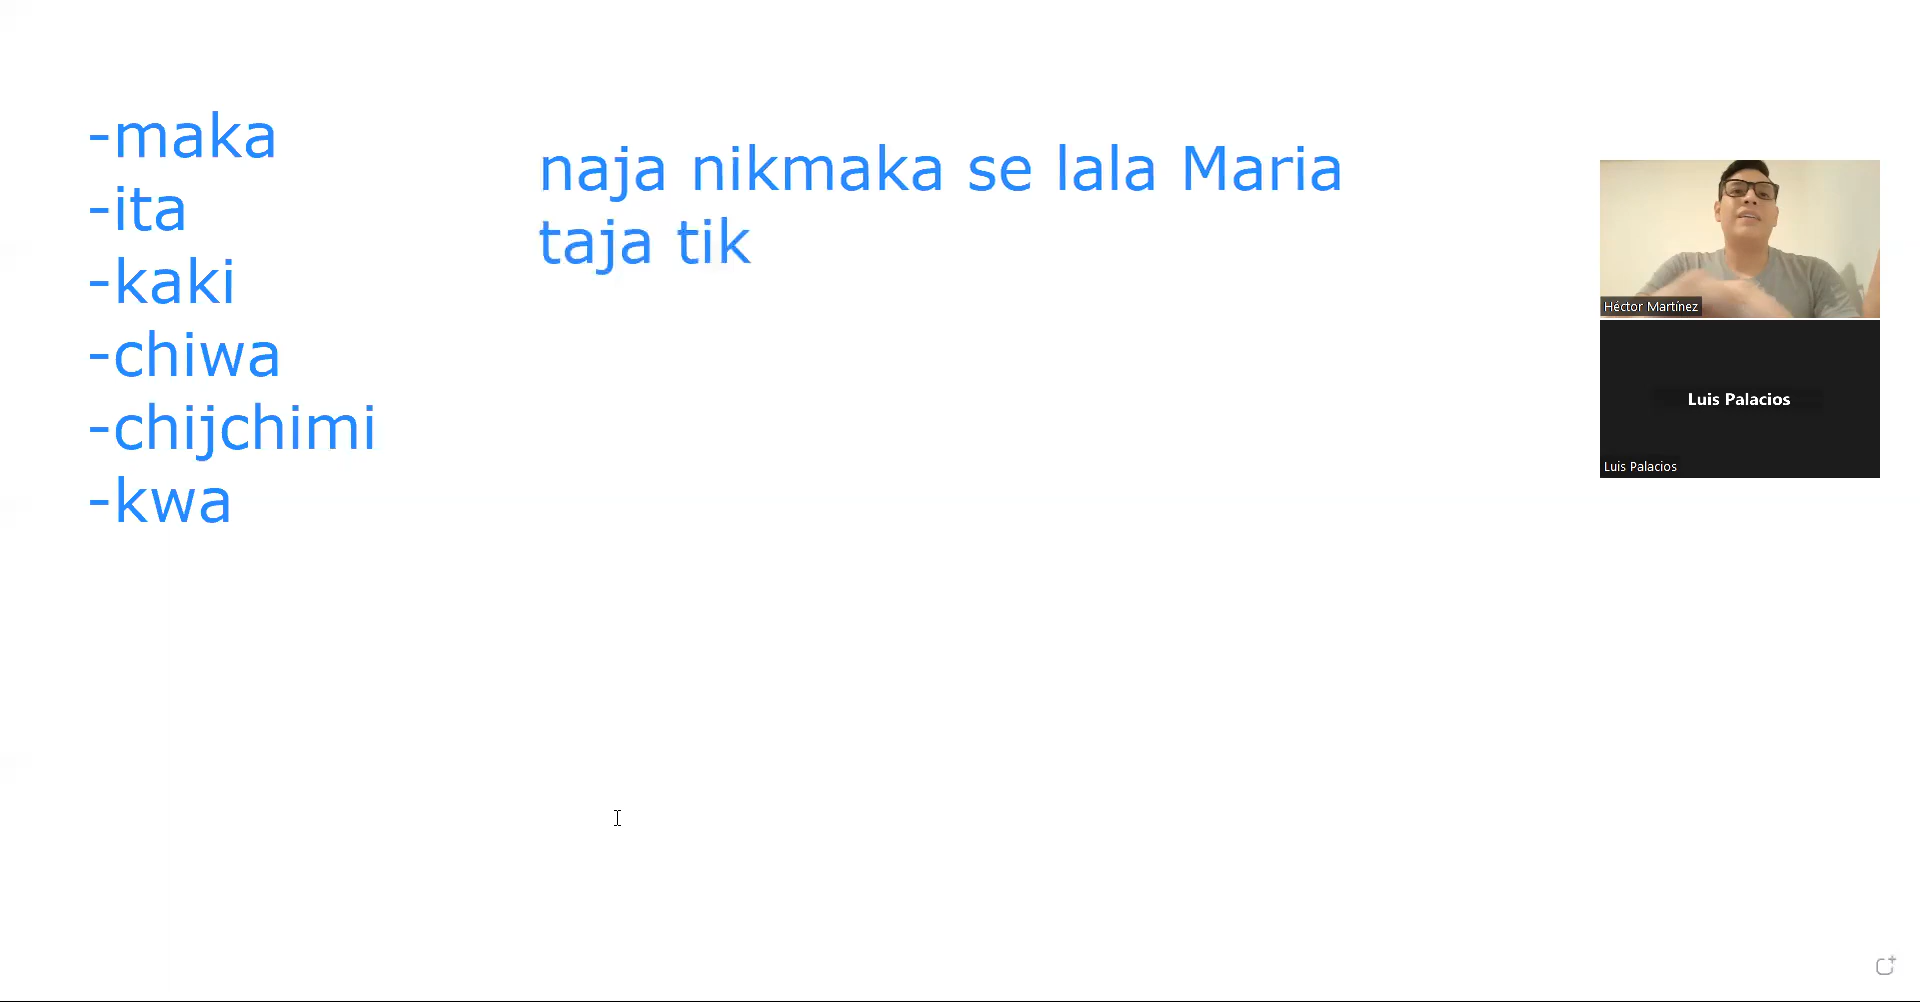 -maka
-ita
-kaki
-chiwa
-chijchimi
-kwa
naja nikmaka se lala Maria
taja tik
Héctor Martínez
Luis Palacios
Luis Palacios